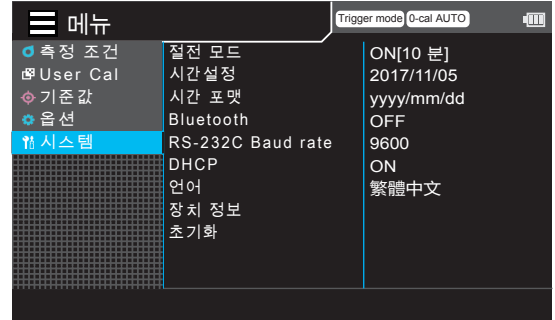 메뉴
Trigger mode 0-cal AUTO
측정 조건
User Cal
기준값
옵션
시스템
절전 모드 ON[10 분]
시간설정 2017/11/05
시간 포맷 yyyy/mm/dd
Bluetooth OFF
RS-232C Baud rate 9600
DHCP ON
언어 繁體中文
장치 정보
초기화